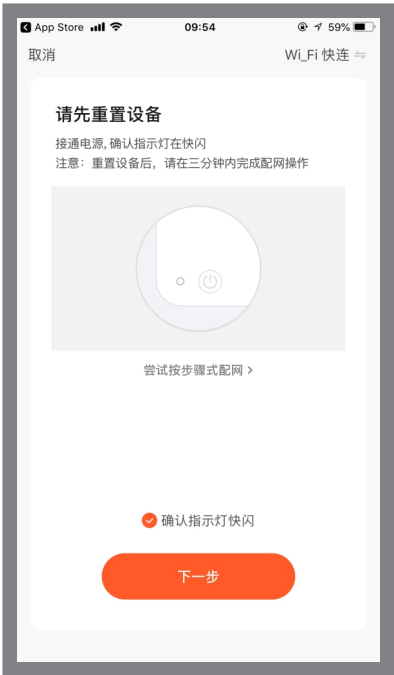 App Store 09:54 59%
取消 Wi_Fi 快连
请先重置设备
接通电源, 确认指示灯在快闪
注意：重置设备后，请在三分钟内完成配网操作
尝试按步骤式配网 >
确认指示灯快闪
下一步